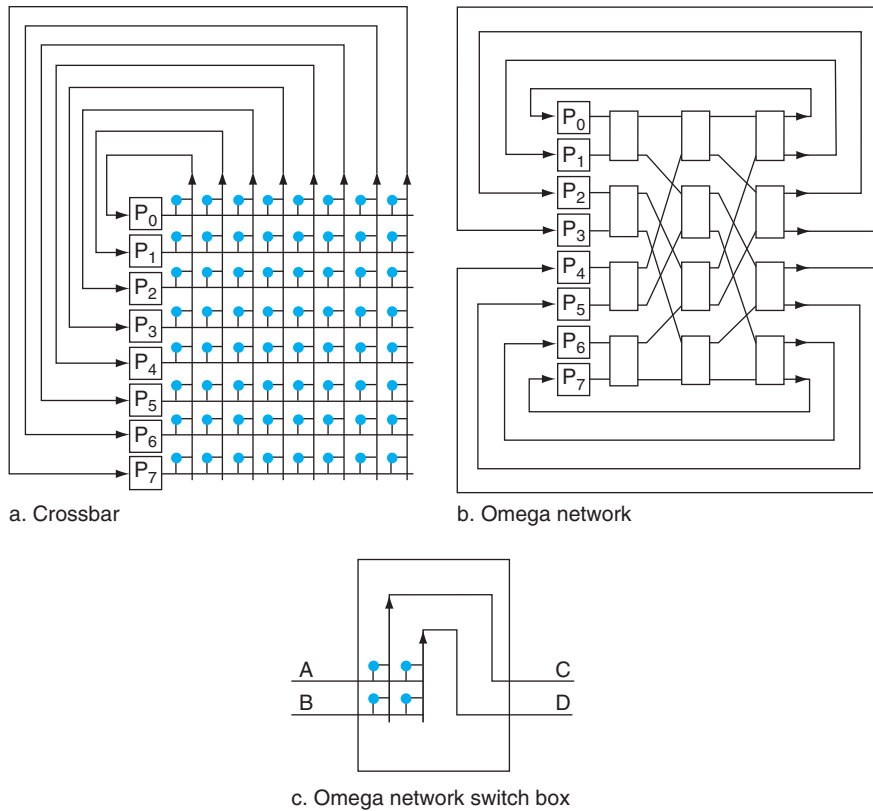 P0
P1
P2
P3
P4
P5
P6
P7
a. Crossbar
P0
P1
P2
P3
P4
P5
P6
P7
b. Omega network
A
B
C
D
c. Omega network switch box